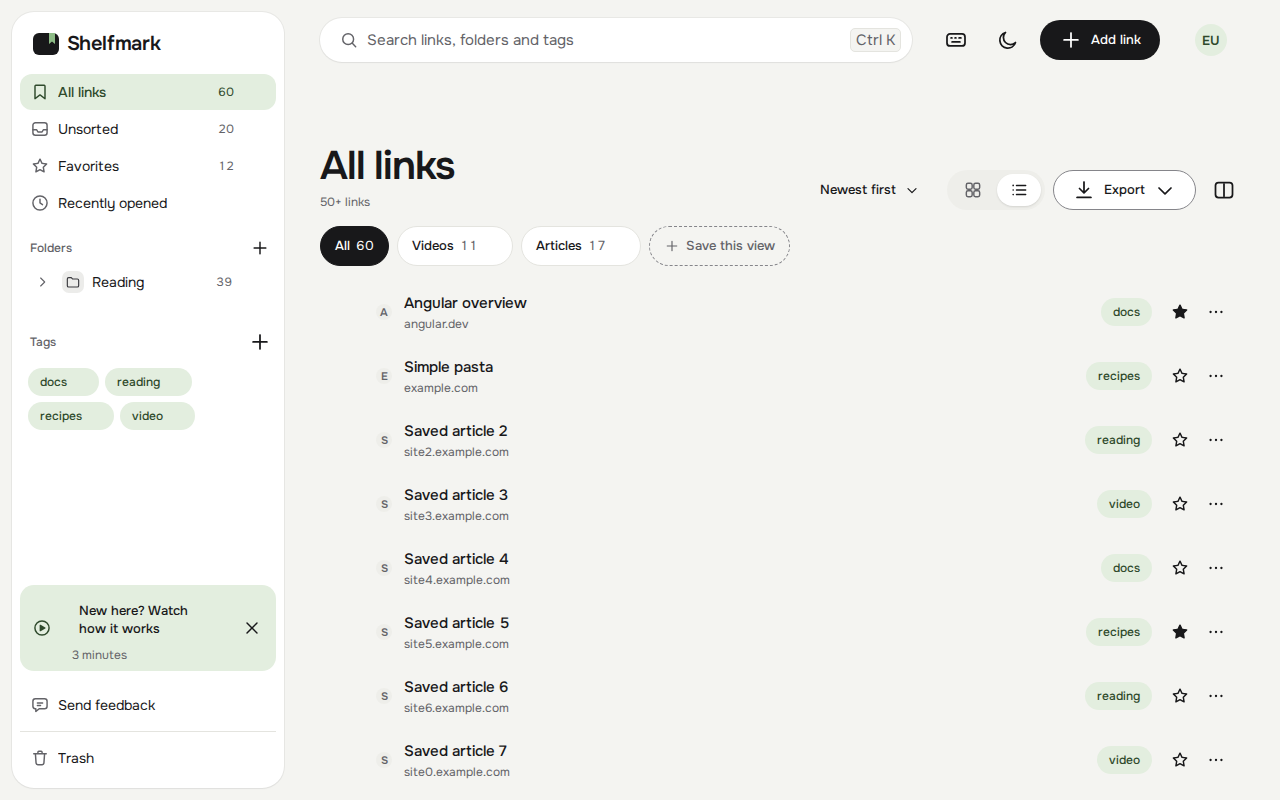 Shelfmark
All links 60
Unsorted 20
Favorites 12
Recently opened
Folders
Reading 39
Tags
docs reading
recipes video
New here? Watch
how it works
3 minutes
Send feedback
Trash
Search links, folders and tags Ctrl K
Add link
EU
All links
50+ links
Newest first
Export
All 60 Videos 11 Articles 17 Save this view
A Angular overview docs
angular.dev
E Simple pasta recipes
example.com
S Saved article 2 reading
site2.example.com
S Saved article 3 video
site3.example.com
S Saved article 4 docs
site4.example.com
S Saved article 5 recipes
site5.example.com
S Saved article 6 reading
site6.example.com
S Saved article 7 video
site0.example.com